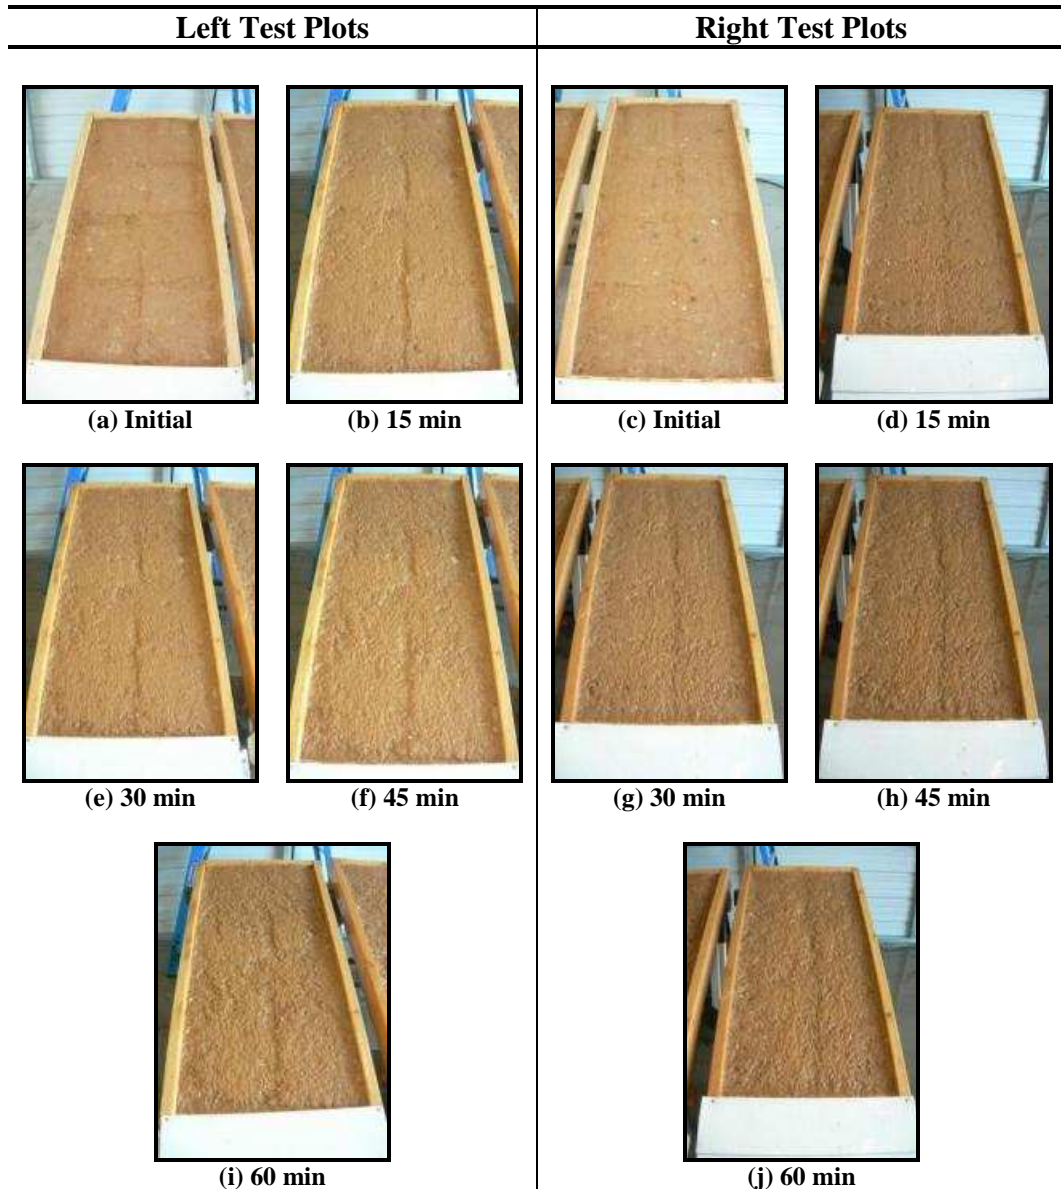 Left Test Plots Right Test Plots
(a) Initial (b) 15 min (c) Initial (d) 15 min
(e) 30 min (f) 45 min (g) 30 min (h) 45 min
(i) 60 min (j) 60 min